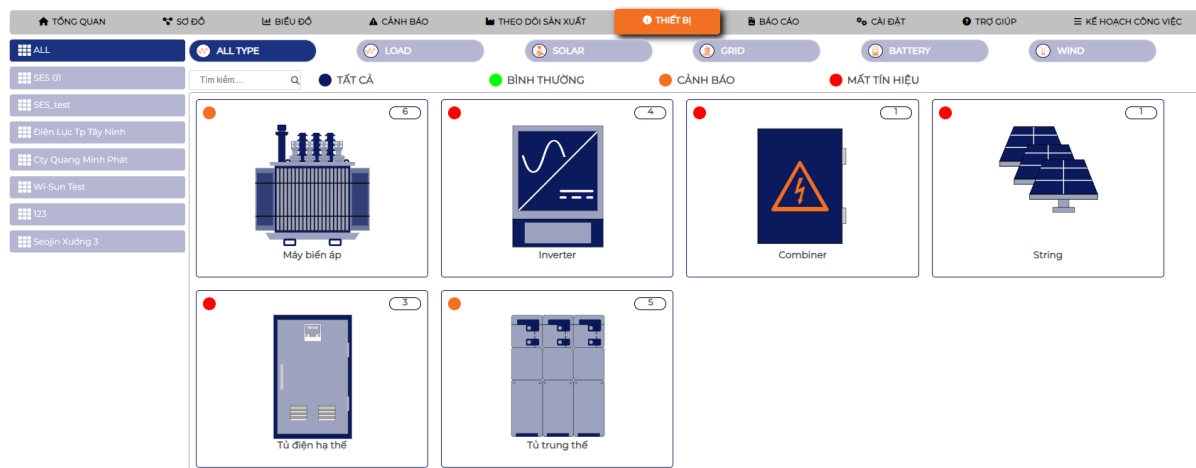 TỔNG QUAN SƠ ĐỒ BIỂU ĐỒ CẢNH BÁO THEO DÕI SẢN XUẤT THIẾT BỊ BÁO CÁO CÀI ĐẶT TRỢ GIÚP KẾ HOẠCH CÔNG VIỆC
ALL
SES 01
SES_test
Điện Lực Tp Tây Ninh
Cty Quang Minh Phát
Wi-Sun Test
123
Seojin Xưởng 3
ALL TYPE LOAD SOLAR GRID BATTERY WIND
Tìm kiếm.... TẤT CẢ BÌNH THƯỜNG CẢNH BÁO MẤT TÍN HIỆU
6 4 1 1
Máy biến áp Inverter Combiner String
3 5
Tủ điện hạ thế Tủ trung thế